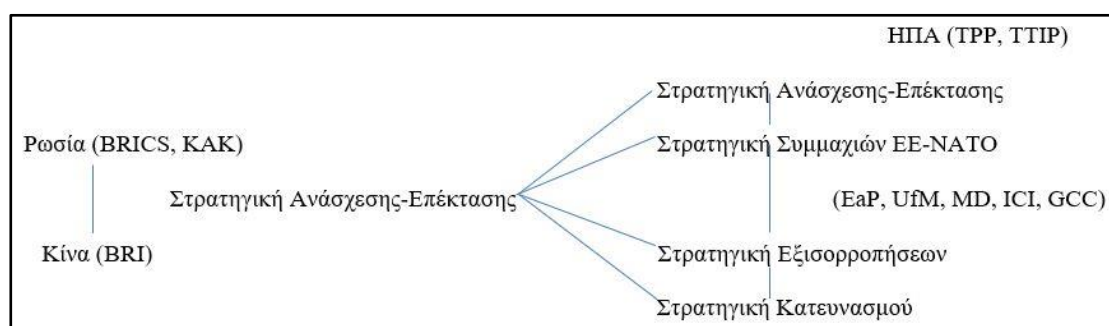 ΗΠΑ (TPP, TTIP)
Στρατηγική Ανάσχεσης-Επέκτασης
Ρωσία (BRICS, ΚΑΚ)
Στρατηγική Συμμαχιών ΕΕ-ΝΑΤΟ
Στρατηγική Ανάσχεσης-Επέκτασης
(EaP, UfM, MD, ICI, GCC)
Κίνα (BRI)
Στρατηγική Εξισορροπήσεων
Στρατηγική Κατευνασμού